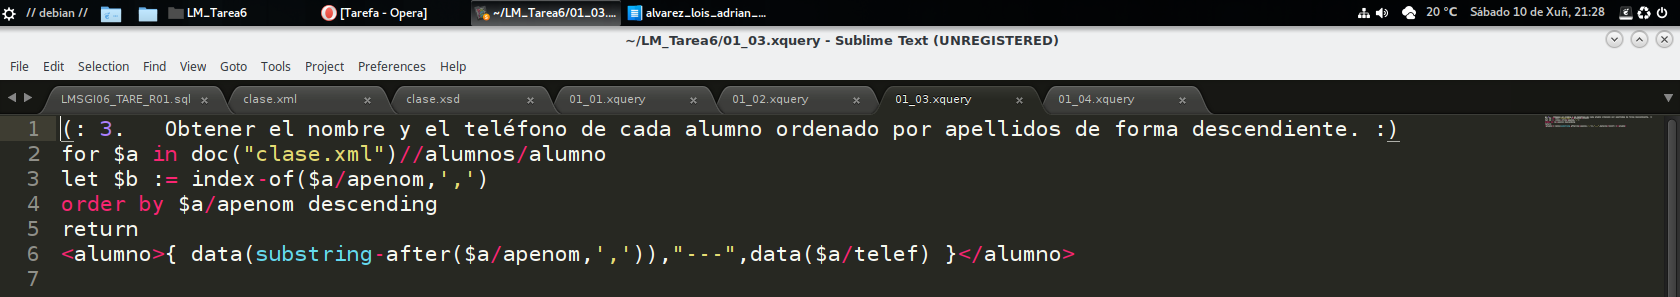 // debian // LM_Tarea6 [Tarefa - Opera] ~/LM_Tarea6/01_03.... alvarez_lois_adrian_... 20 °C Sábado 10 de Xuñ, 21:28
~/LM_Tarea6/01_03.xquery - Sublime Text (UNREGISTERED)
File Edit Selection Find View Goto Tools Project Preferences Help
LMSGI06_TARE_R01.sql × clase.xml × clase.xsd × 01_01.xquery × 01_02.xquery × 01_03.xquery × 01_04.xquery ×
1 (: 3.   Obtener el nombre y el teléfono de cada alumno ordenado por apellidos de forma descendiente. :)
2 for $a in doc("clase.xml")//alumnos/alumno
3 let $b := index-of($a/apenom,',')
4 order by $a/apenom descending
5 return
6 <alumno>{ data(substring-after($a/apenom,',')),"---",data($a/telef) }</alumno>
7